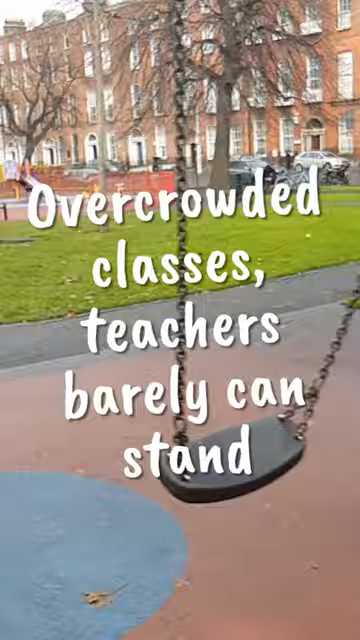 Overcrowded
classes,
teachers
barely can
stand